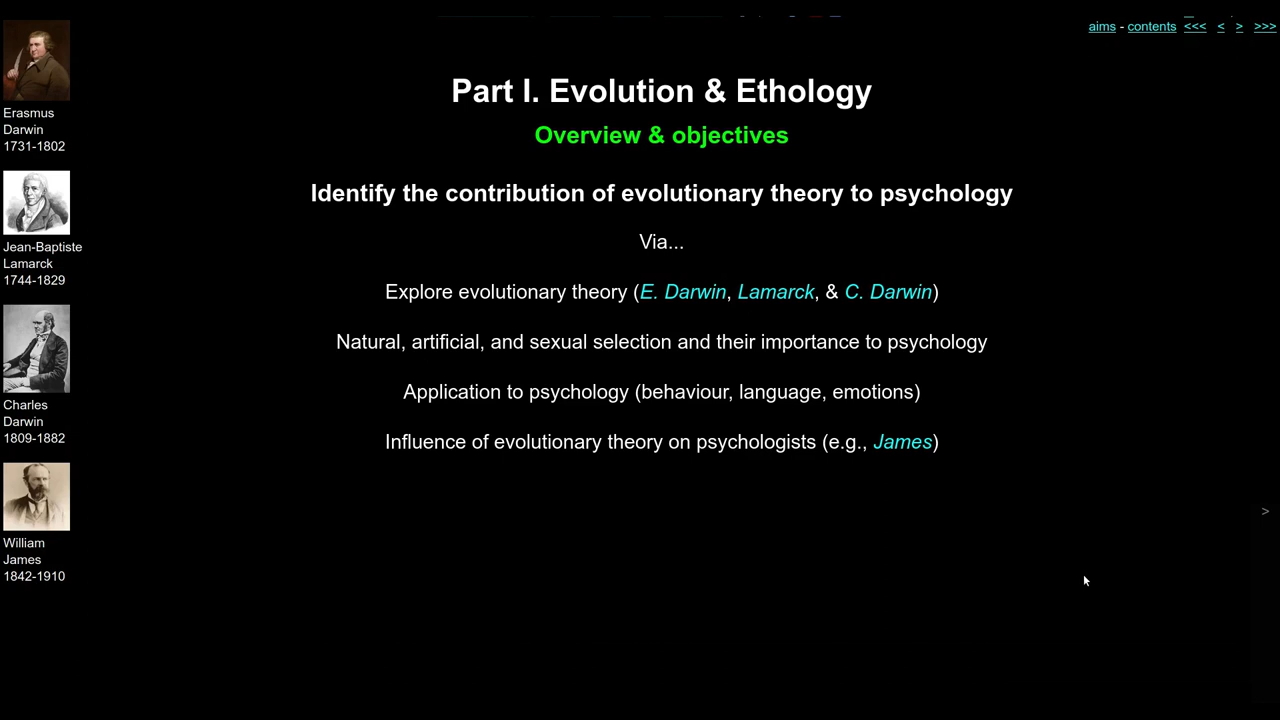 aims - contents <<< < > >>>
Erasmus
Darwin
1731-1802
Jean-Baptiste
Lamarck
1744-1829
Charles
Darwin
1809-1882
William
James
1842-1910
Part I. Evolution & Ethology
Overview & objectives
Identify the contribution of evolutionary theory to psychology
Via...
Explore evolutionary theory (E. Darwin, Lamarck, & C. Darwin)
Natural, artificial, and sexual selection and their importance to psychology
Application to psychology (behaviour, language, emotions)
Influence of evolutionary theory on psychologists (e.g., James)
>